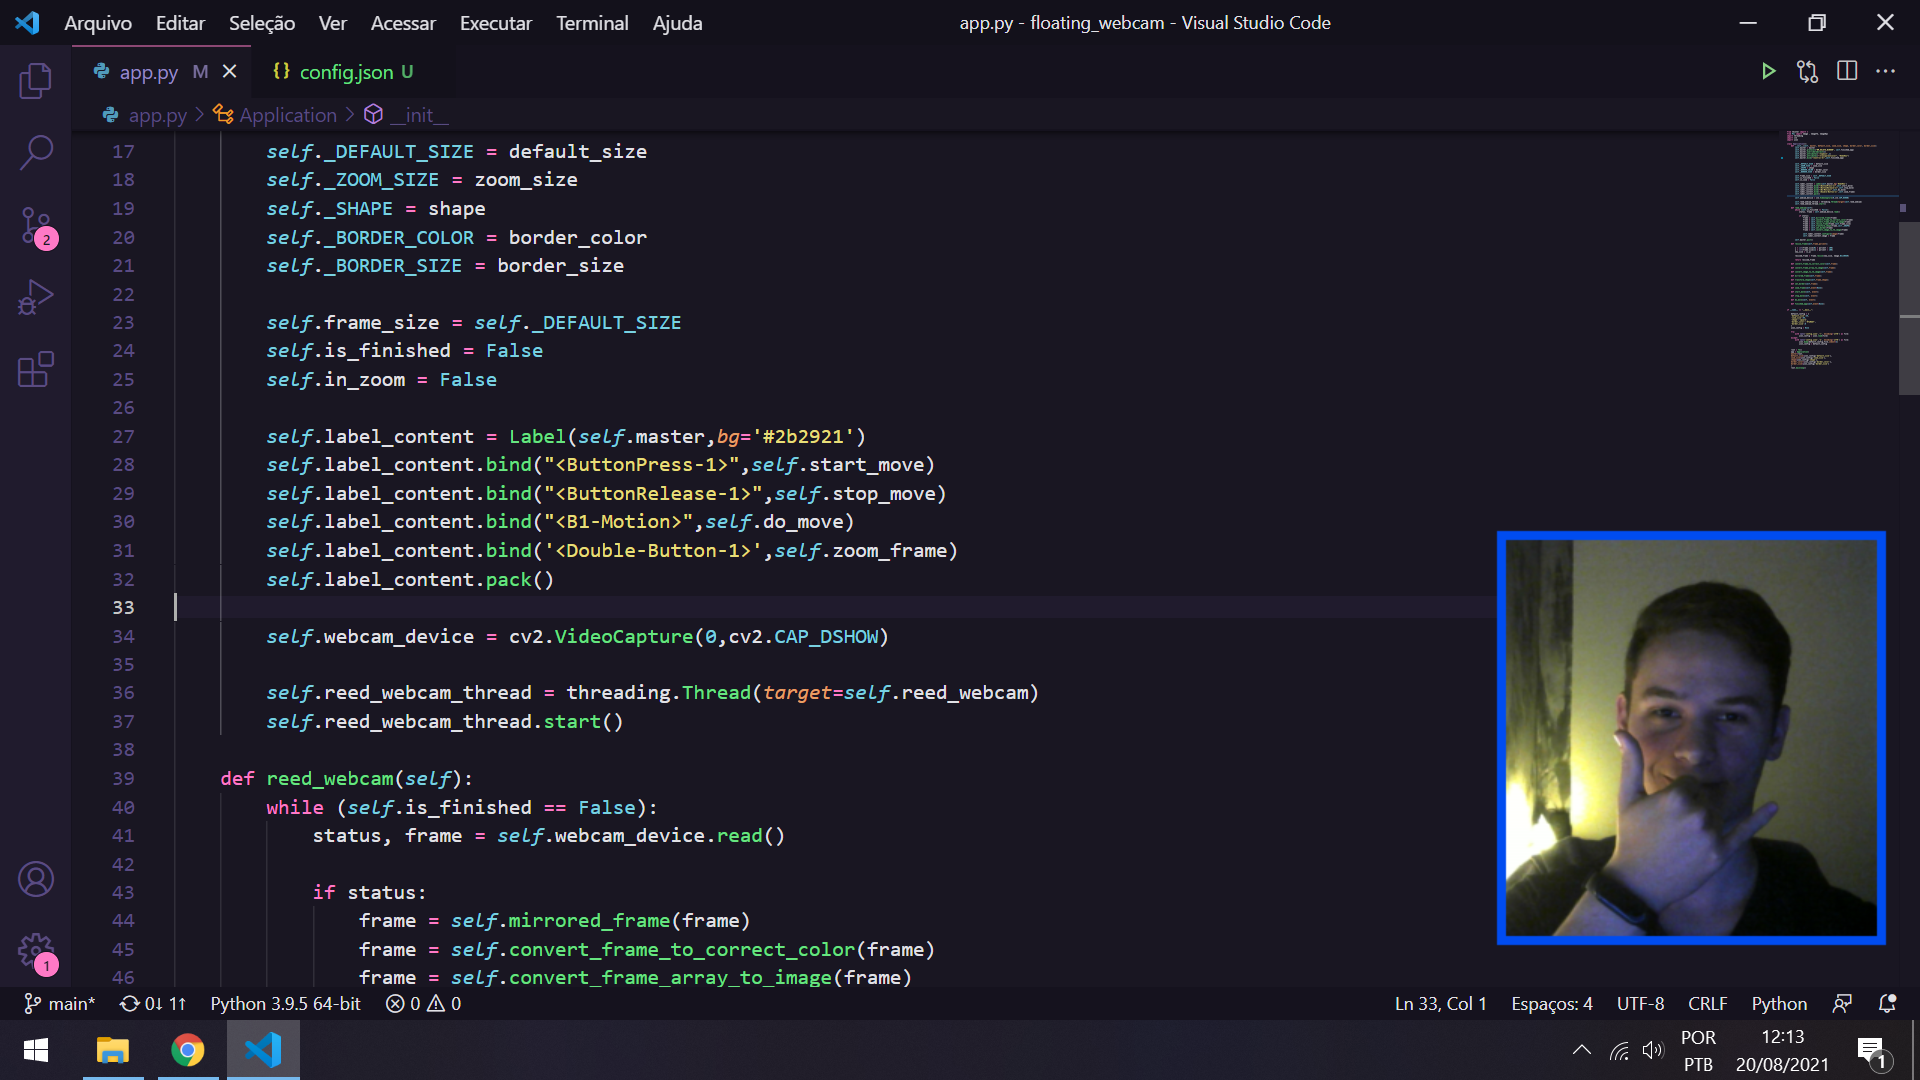 Arquivo Editar Seleção Ver Acessar Executar Terminal Ajuda
app.py - floating_webcam - Visual Studio Code
app.py M
config.json U
app.py > Application > __init__
17 self._DEFAULT_SIZE = default_size
18 self._ZOOM_SIZE = zoom_size
19 self._SHAPE = shape
20 self._BORDER_COLOR = border_color
21 self._BORDER_SIZE = border_size
22
23 self.frame_size = self._DEFAULT_SIZE
24 self.is_finished = False
25 self.in_zoom = False
26
27 self.label_content = Label(self.master,bg='#2b2921')
28 self.label_content.bind("<ButtonPress-1>",self.start_move)
29 self.label_content.bind("<ButtonRelease-1>",self.stop_move)
30 self.label_content.bind("<B1-Motion>",self.do_move)
31 self.label_content.bind('<Double-Button-1>',self.zoom_frame)
32 self.label_content.pack()
33
34 self.webcam_device = cv2.VideoCapture(0,cv2.CAP_DSHOW)
35
36 self.reed_webcam_thread = threading.Thread(target=self.reed_webcam)
37 self.reed_webcam_thread.start()
38
39 def reed_webcam(self):
40 while (self.is_finished == False):
41 status, frame = self.webcam_device.read()
42
43 if status:
44 frame = self.mirrored_frame(frame)
45 frame = self.convert_frame_to_correct_color(frame)
46 frame = self.convert_frame_array_to_image(frame)
2
1
main* 0↓ 1↑ Python 3.9.5 64-bit 0 0
Ln 33, Col 1 Espaços: 4 UTF-8 CRLF Python
POR
PTB
12:13
20/08/2021
1